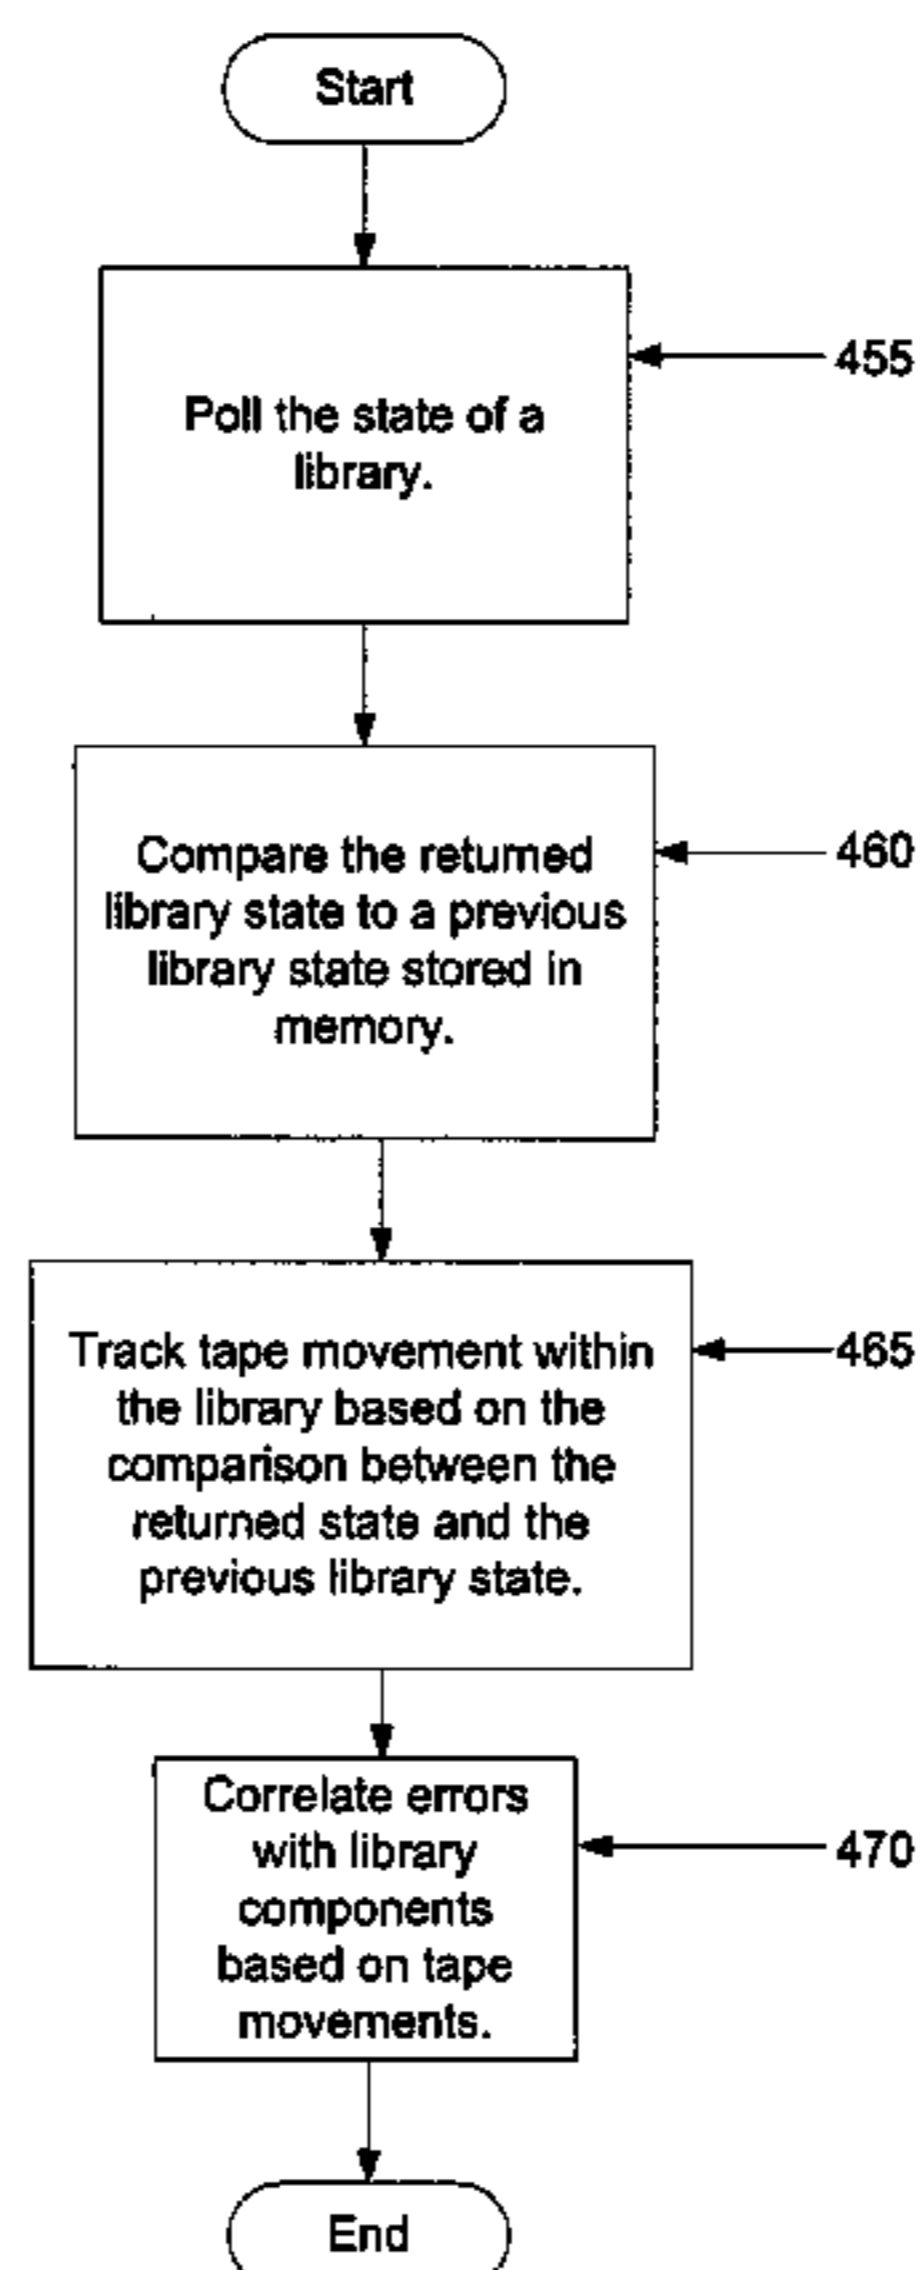 Start
Poll the state of a
library.
455
Compare the returned
library state to a previous
library state stored in
memory.
460
Track tape movement within
the library based on the
comparison between the
returned state and the
previous library state.
465
Correlate errors
with library
components
based on tape
movements.
470
End